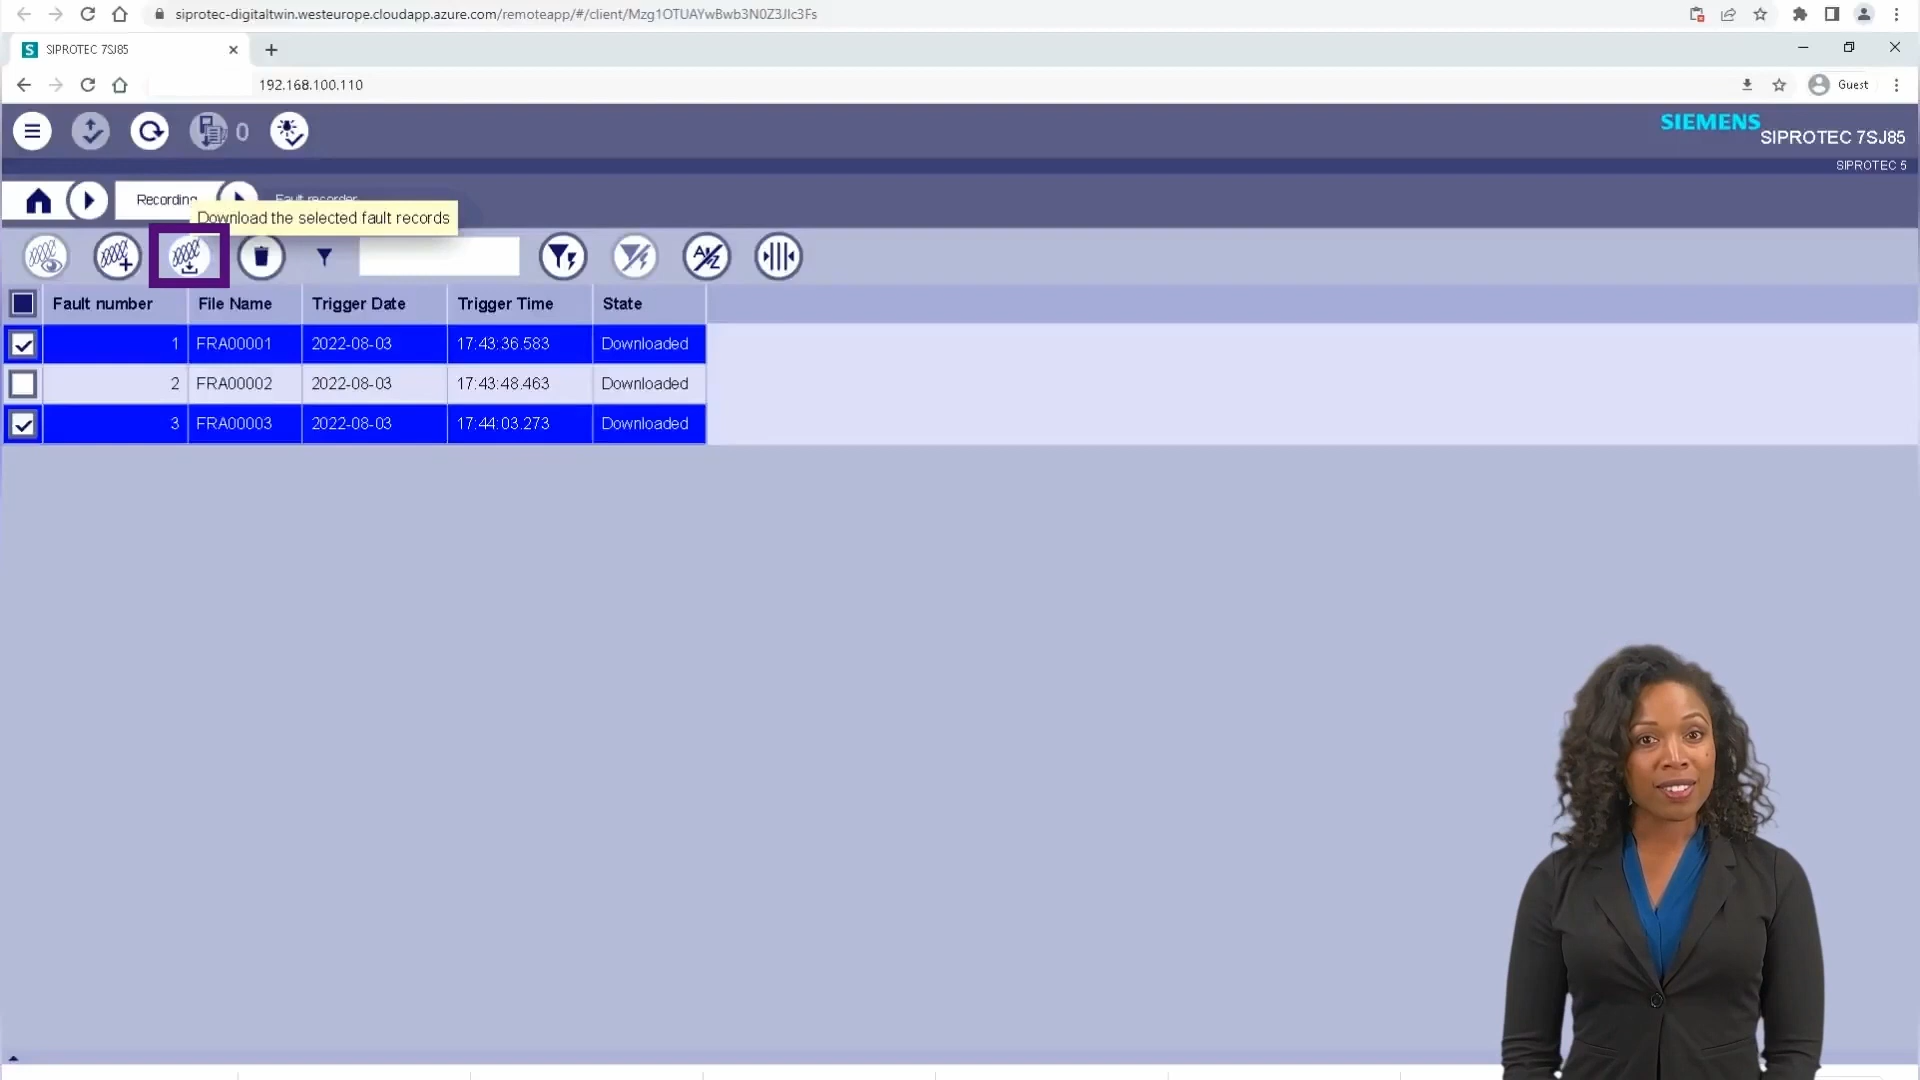 siprotec-digitaltwin.westeurope.cloudapp.azure.com/remoteapp/#/client/Mzg1OTUAYwBwb3N0Z3JIc3Fs
SIPROTEC 7SJ85
192.168.100.110
Guest
0
SIEMENS
SIPROTEC 7SJ85
SIPROTEC 5
Recording
Fault recorder
Download the selected fault records
Fault number File Name Trigger Date Trigger Time State
1 FRA00001 2022-08-03 17:43:36.583 Downloaded
2 FRA00002 2022-08-03 17:43:48.463 Downloaded
3 FRA00003 2022-08-03 17:44:03.273 Downloaded